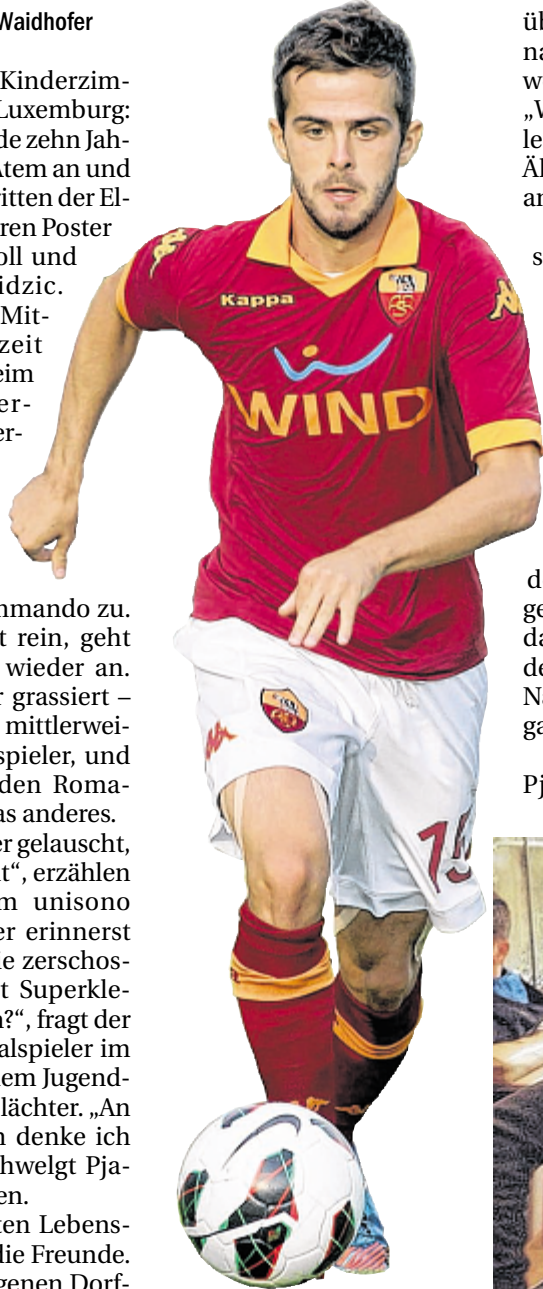 Waidhofer
Kinderzim-
Luxemburg:
de zehn Jah-
Atem an und
ritten der El-
ren Poster
oll und
idzic.
Mit-
zeit
eim
er-
er-
mmando zu.
t rein, geht
wieder an.
r grassiert –
mittlerwei-
spieler, und
den Roma-
as anderes.
er gelauscht,
t“, erzählen
m unisono
er erinnerst
ie zerschos-
t Superkle-
n?“, fragt der
alspieler im
em Jugend-
lächter. „An
n denke ich
hwelgt Pja-
en.
ten Lebens-
die Freunde.
genen Dorf-
Kappa
WIND
15
üb
na
w
„W
le
Äl
an
s
d
ge
da
de
Na
ga
Pj